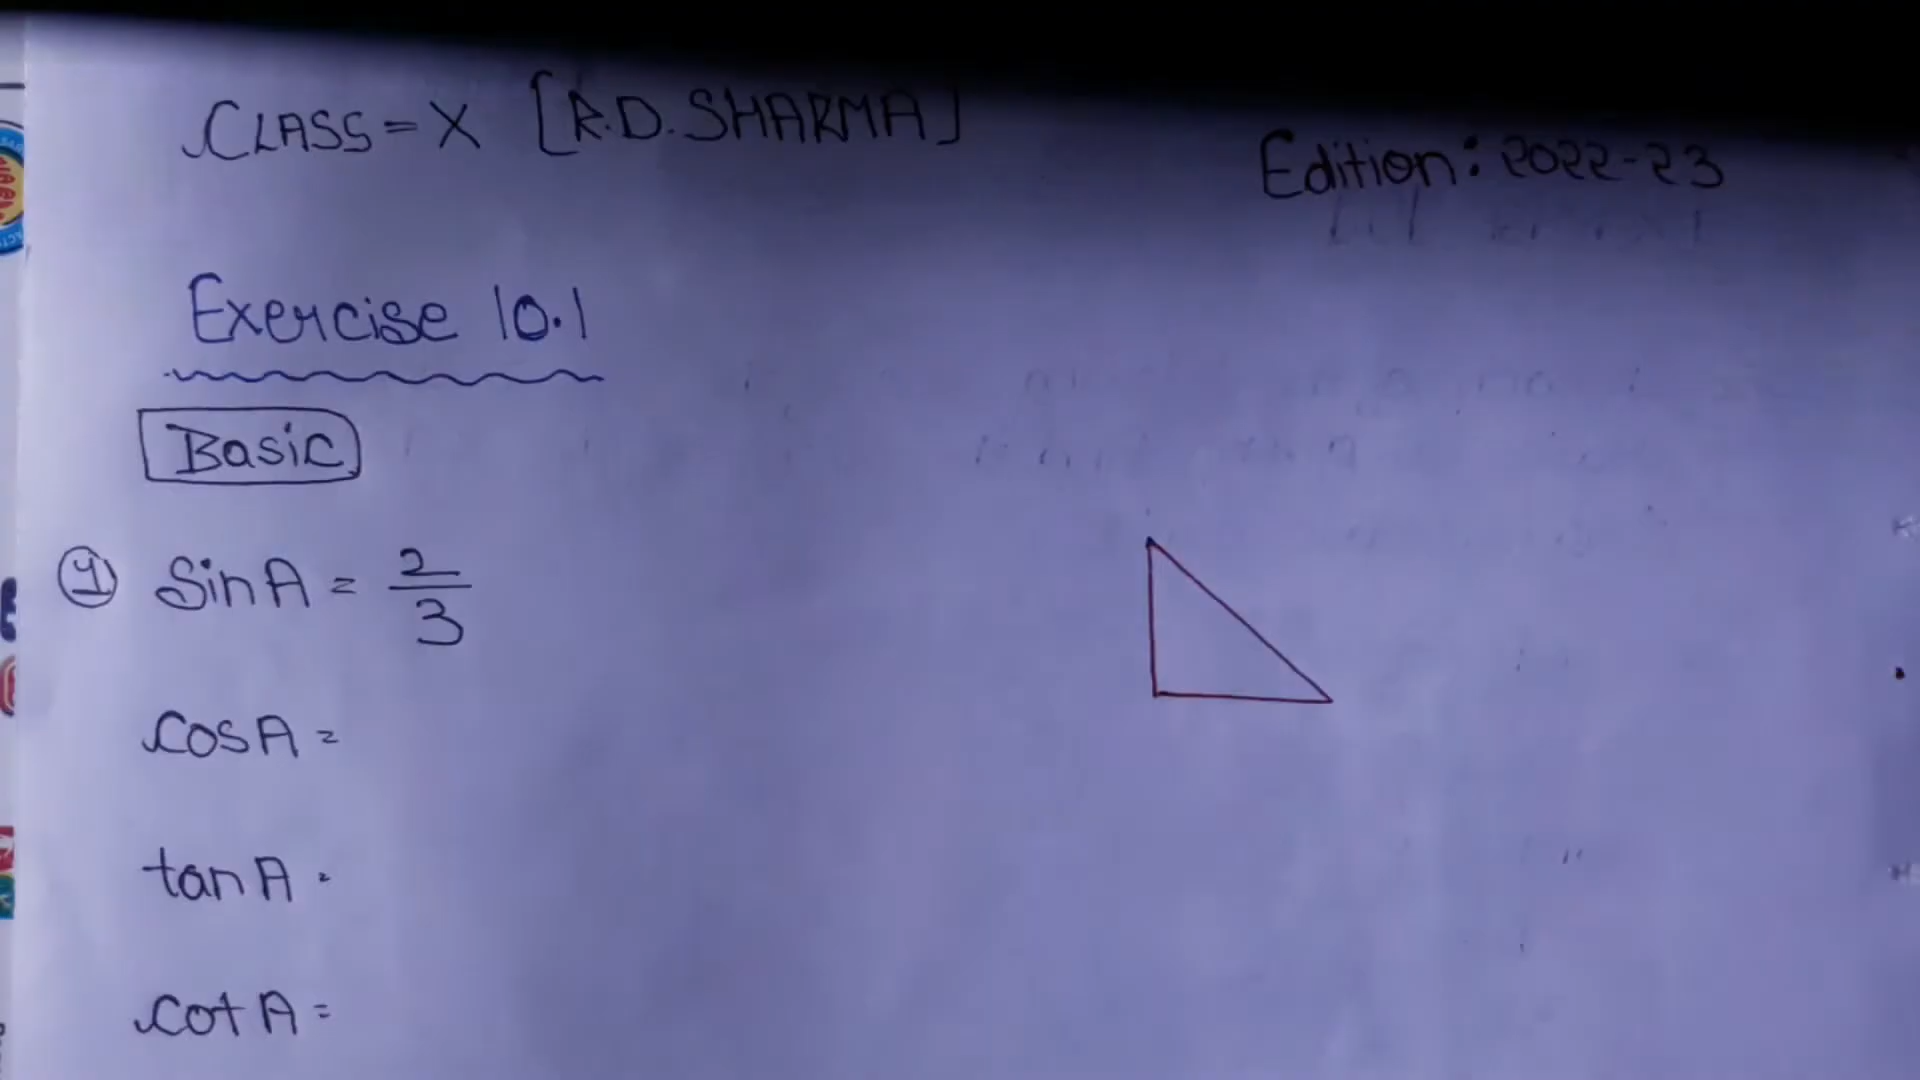 CLASS = X [R.D. SHARMA]
Edition: 2022-23
Exercise 10.1
Basic
1 Sin A = 2/3
cos A =
tan A =
cot A =